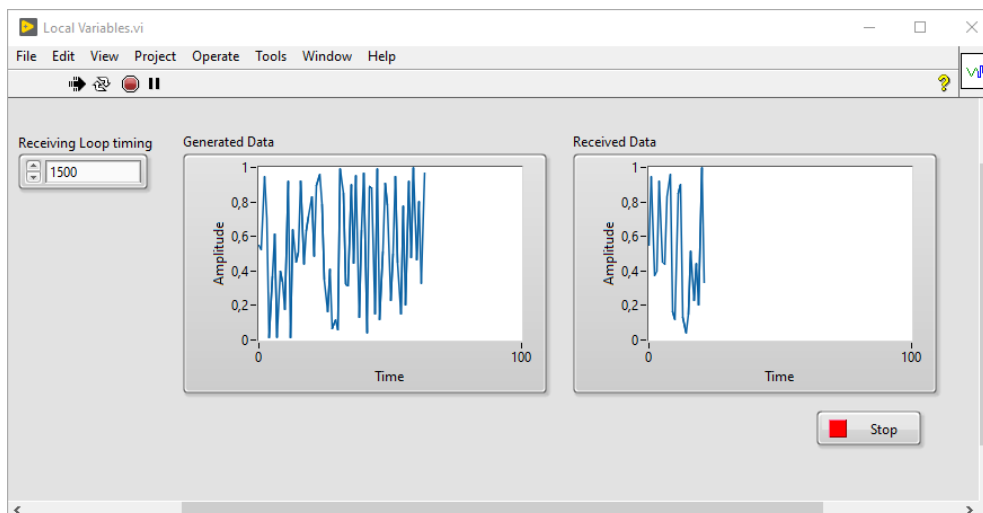 Local Variables.vi
File Edit View Project Operate Tools Window Help
Receiving Loop timing
1500
Generated Data
1
0,8
0,6
0,4
0,2
0
Amplitude
0
100
Time
Received Data
1
0,8
0,6
0,4
0,2
0
Amplitude
0
100
Time
Stop